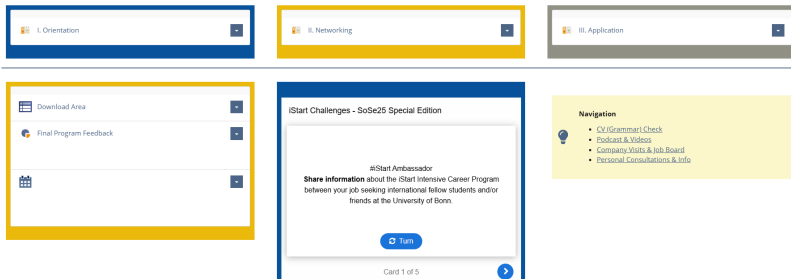 I. Orientation
II. Networking
III. Application
Download Area
Final Program Feedback
iStart Challenges - SoSe25 Special Edition
#iStart Ambassador
Share information about the iStart Intensive Career Program
between your job seeking international fellow students and/or
friends at the University of Bonn.
Turn
Card 1 of 5
Navigation
CV (Grammar) Check
Podcast & Videos
Company Visits & Job Board
Personal Consultations & Info